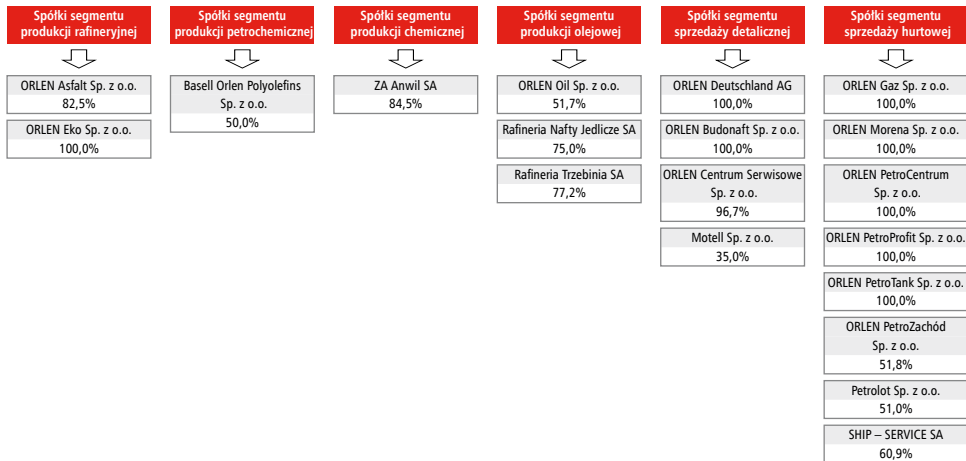 Spółki segmentu
produkcji rafineryjnej
ORLEN Asfalt Sp. z o.o.
82,5%
ORLEN Eko Sp. z o.o.
100,0%
Spółki segmentu
produkcji petrochemicznej
Basell Orlen Polyolefins
Sp. z o.o.
50,0%
Spółki segmentu
produkcji chemicznej
ZA Anwil SA
84,5%
Spółki segmentu
produkcji olejowej
ORLEN Oil Sp. z o.o.
51,7%
Rafineria Nafty Jedlicze SA
75,0%
Rafineria Trzebinia SA
77,2%
Spółki segmentu
sprzedaży detalicznej
ORLEN Deutschland AG
100,0%
ORLEN Budonaft Sp. z o.o.
100,0%
ORLEN Centrum Serwisowe
Sp. z o.o.
96,7%
Motell Sp. z o.o.
35,0%
Spółki segmentu
sprzedaży hurtowej
ORLEN Gaz Sp. z o.o.
100,0%
ORLEN Morena Sp. z o.o.
100,0%
ORLEN PetroCentrum
Sp. z o.o.
100,0%
ORLEN PetroProfit Sp. z o.o.
100,0%
ORLEN PetroTank Sp. z o.o.
100,0%
ORLEN PetroZachód
Sp. z o.o.
51,8%
Petrolot Sp. z o.o.
51,0%
SHIP – SERVICE SA
60,9%